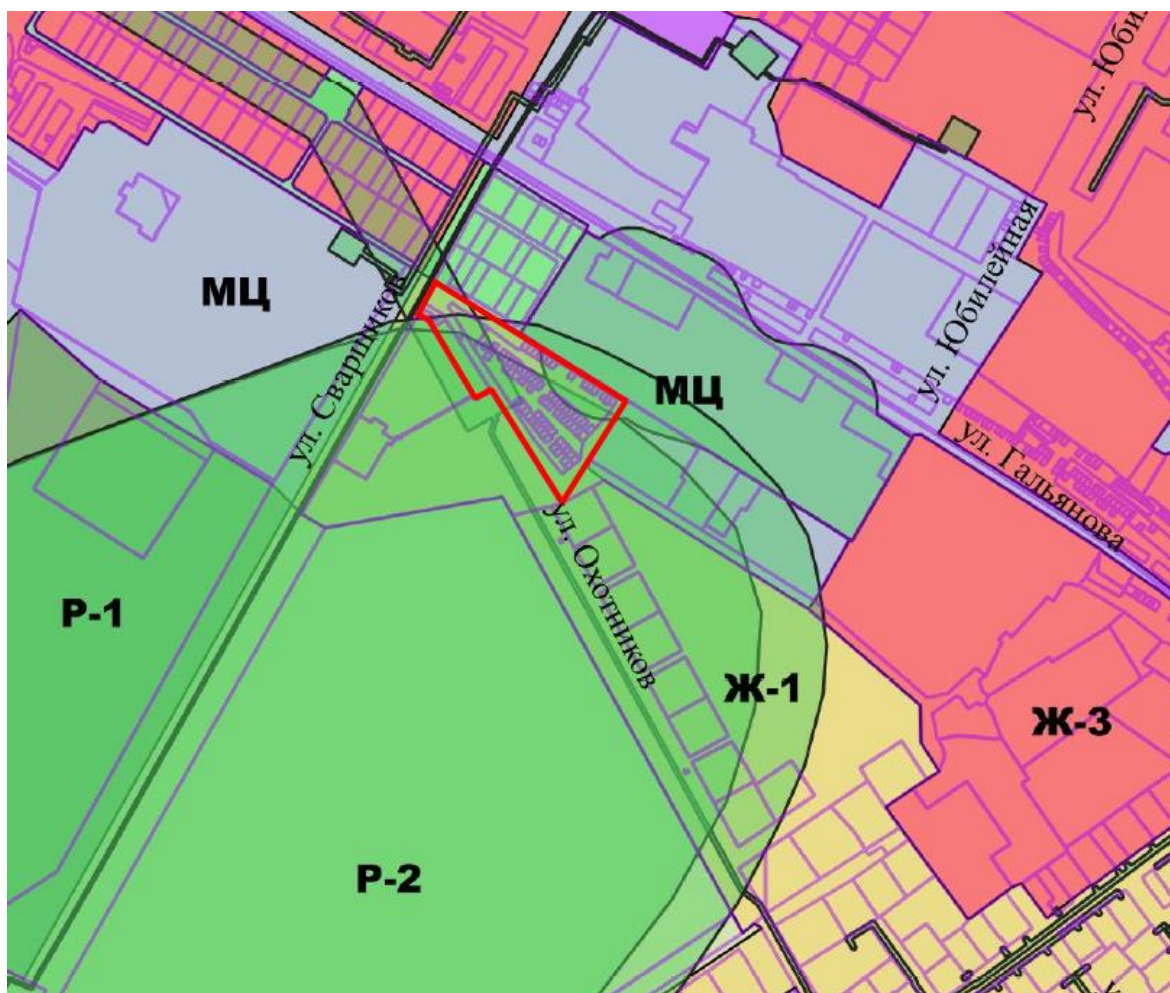 ул. Юбил
МЦ
ул. Сварщиков
МЦ
ул. Юбилейная
ул. Гальянова
ул. Охотников
Р-1
Ж-1
Ж-3
Р-2